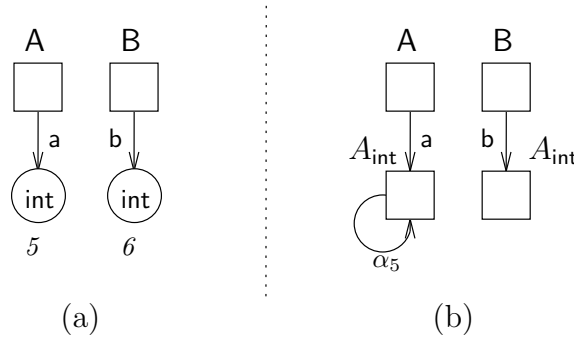 A B A B
a b a b
A_int A_int
int int
5 6
α_5
(a) (b)